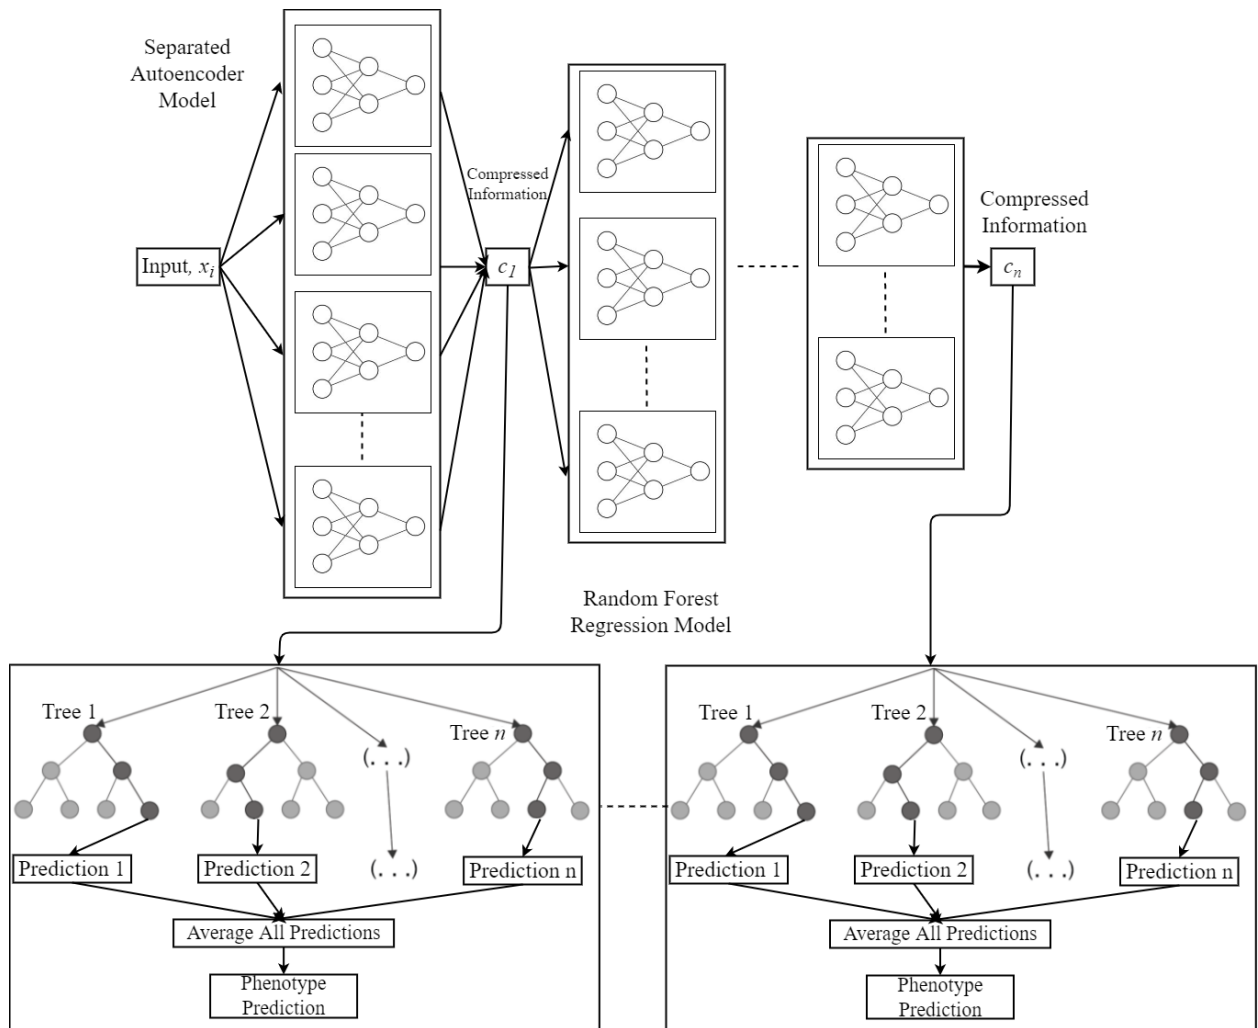 Separated
Autoencoder
Model
Compressed
Information
Compressed
Information
Input, xᵢ
c₁
cₙ
Random Forest
Regression Model
Tree 1
Tree 2
Tree n
(. . .)
(. . .)
Prediction 1
Prediction 2
Prediction n
Average All Predictions
Phenotype
Prediction
Tree 1
Tree 2
Tree n
(. . .)
(. . .)
Prediction 1
Prediction 2
Prediction n
Average All Predictions
Phenotype
Prediction